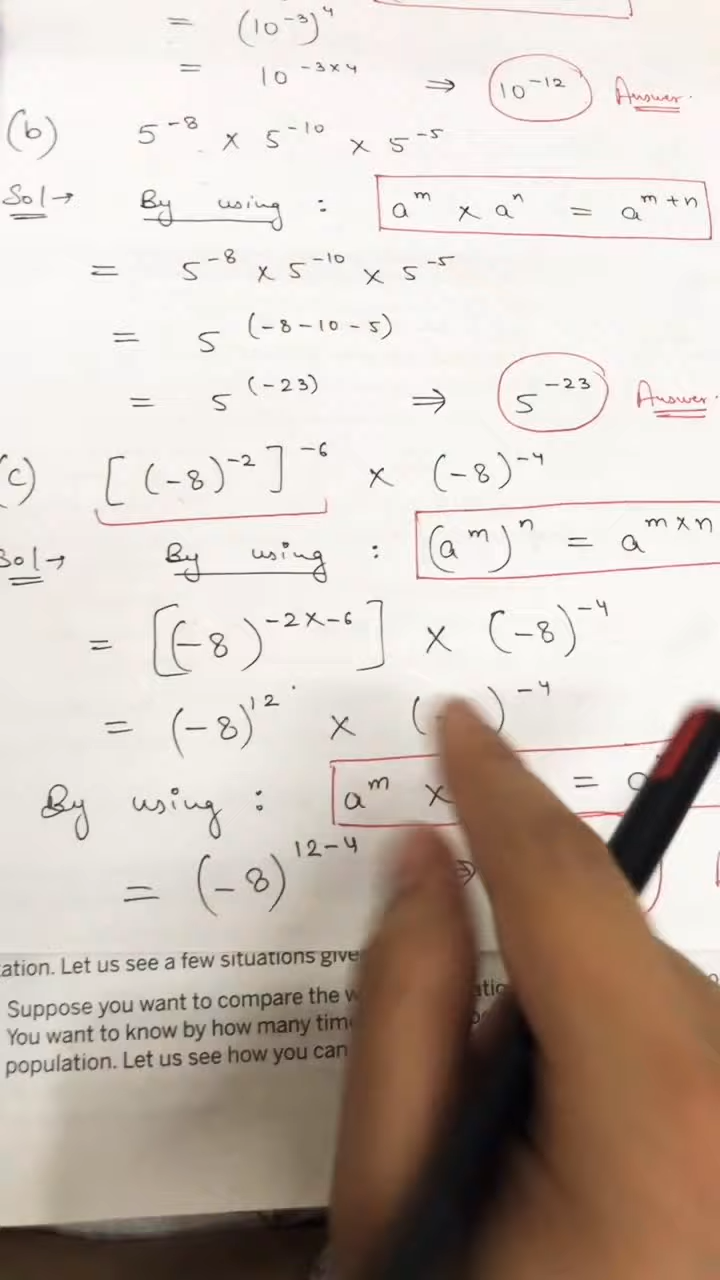 = (10⁻³)⁴
= 10⁻³ˣ⁴ ⇒ 10⁻¹² Answer.
(b) 5⁻⁸ × 5⁻¹⁰ × 5⁻⁵
Sol→ By using : aᵐ × aⁿ = aᵐ⁺ⁿ
= 5⁻⁸ × 5⁻¹⁰ × 5⁻⁵
= 5^(-8-10-5)
= 5^(-23) ⇒ 5⁻²³ Answer.
(c) [(-8)⁻²]⁻⁶ × (-8)⁻⁴
Sol→ By using : (aᵐ)ⁿ = aᵐˣⁿ
= [(-8)⁻²ˣ⁻⁶] × (-8)⁻⁴
= (-8)¹² × ( )⁻⁴
By using : aᵐ × = a
= (-8)¹²⁻⁴ ⇒
ation. Let us see a few situations give
Suppose you want to compare the
You want to know by how many
population. Let us see how you can